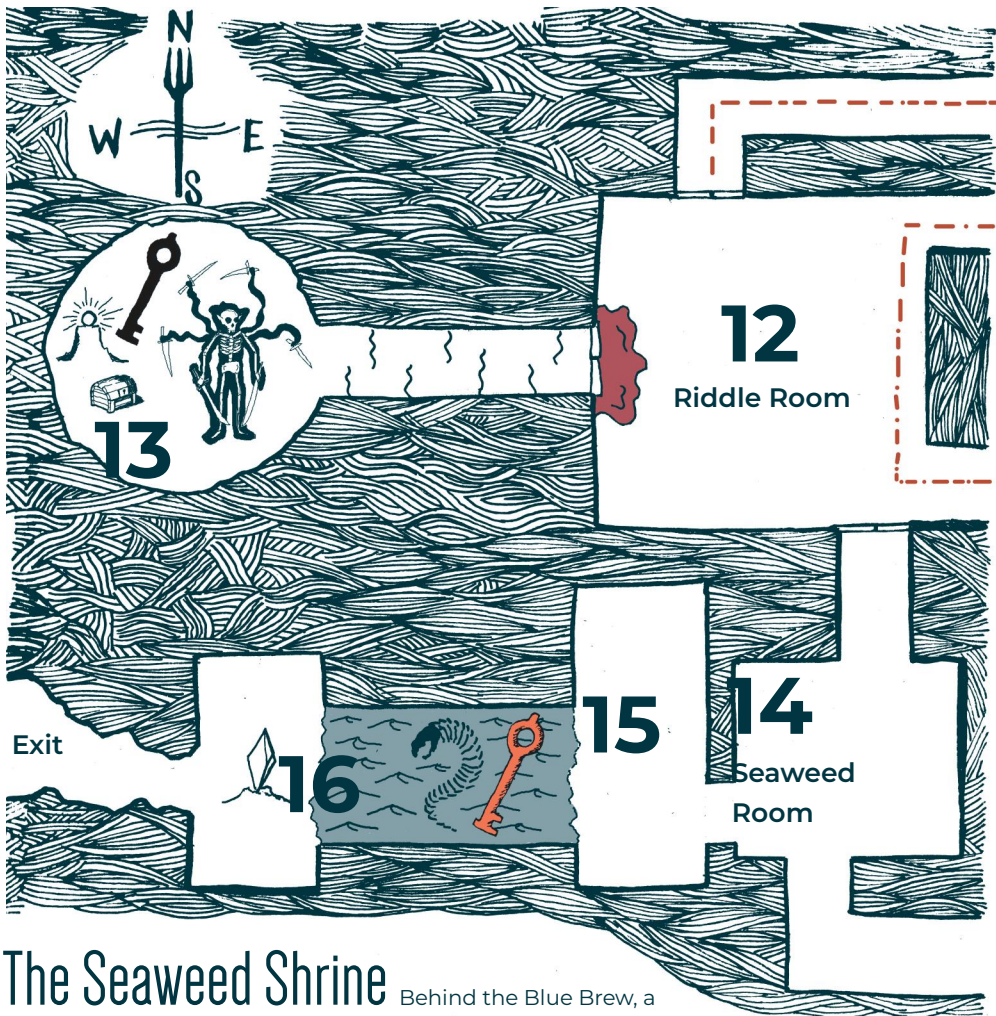 N
W E
S
12
Riddle Room
13
14
15
Seaweed
Room
Exit
16
The Seaweed Shrine Behind the Blue Brew, a